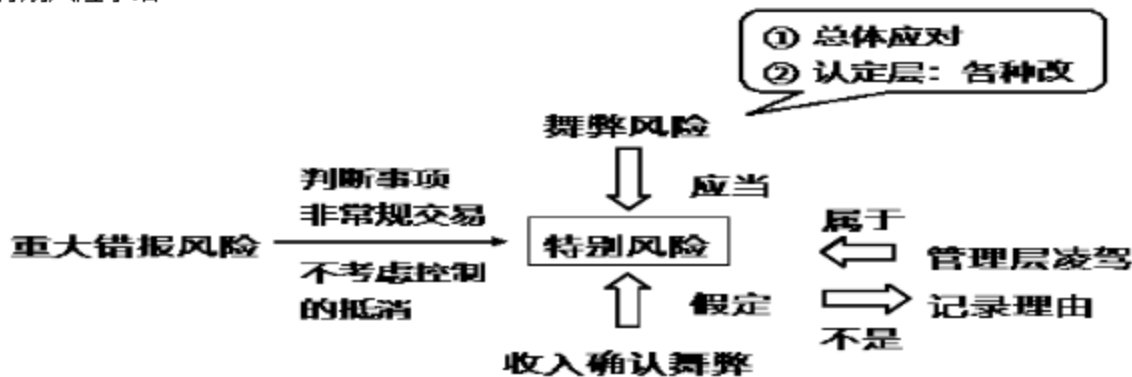 ① 总体应对
② 认定层：各种改
舞弊风险
判断事项
非常规交易
应当
属于
重大错报风险
特别风险
管理层凌驾
不考虑控制
的抵消
假定
记录理由
不是
收入确认舞弊